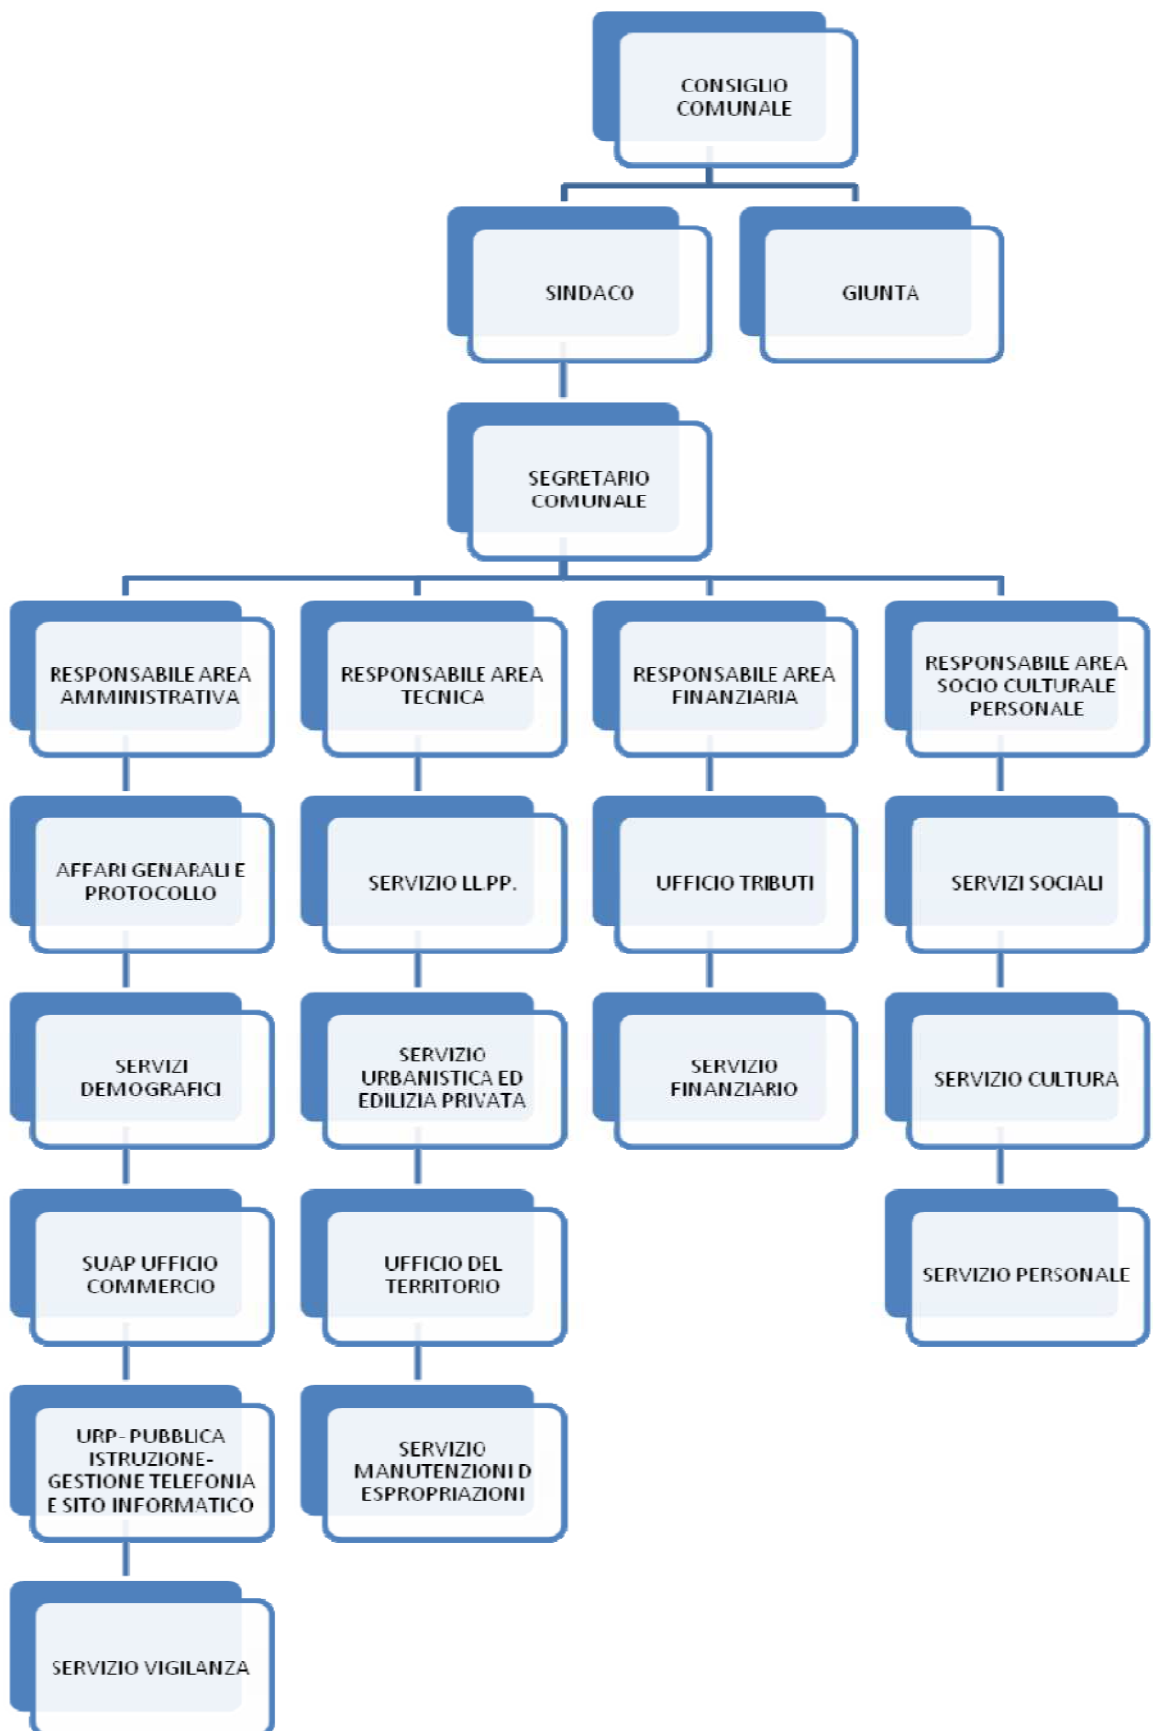 CONSIGLIO
COMUNALE
SINDACO
GIUNTA
SEGRETARIO
COMUNALE
RESPONSABILE AREA
AMMINISTRATIVA
RESPONSABILE AREA
TECNICA
RESPONSABILE AREA
FINANZIARIA
RESPONSABILE AREA
SOCIO CULTURALE
PERSONALE
AFFARI GENARALI E
PROTOCOLLO
SERVIZIO LL.PP.
UFFICIO TRIBUTI
SERVIZI SOCIALI
SERVIZI
DEMOGRAFICI
SERVIZIO
URBANISTICA ED
EDILIZIA PRIVATA
SERVIZIO
FINANZIARIO
SERVIZIO CULTURA
SUAP UFFICIO
COMMERCIO
UFFICIO DEL
TERRITORIO
SERVIZIO PERSONALE
URP- PUBBLICA
ISTRUZIONE-
GESTIONE TELEFONIA
E SITO INFORMATICO
SERVIZIO
MANUTENZIONI D
ESPROPRIAZIONI
SERVIZIO VIGILANZA